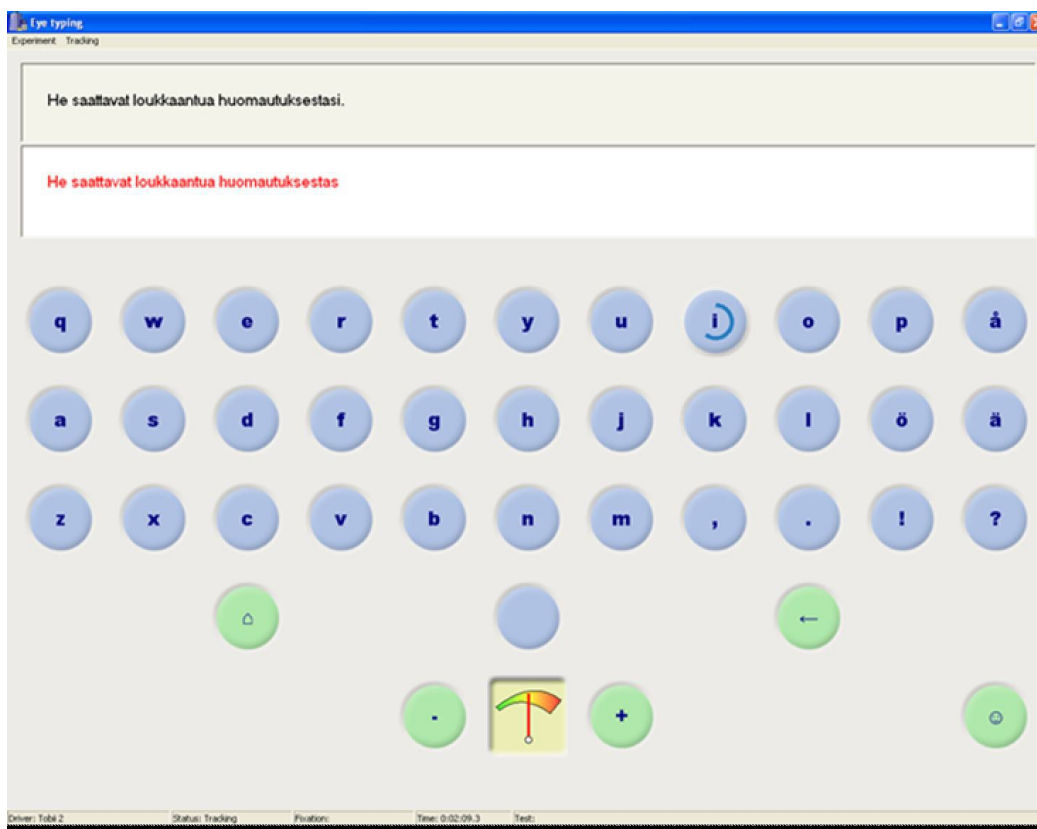 Eye typing
Experiment Tracking
He saattavat loukkaantua huomautuksestasi.
He saattavat loukkaantua huomautuksestas
q w e r t y u i o p å
a s d f g h j k l ö ä
z x c v b n m , . ! ?
⌂ ←
- + ☹
Driver: Tobii 2 Status: Tracking Fixation: Time: 0:02:09.3 Test: